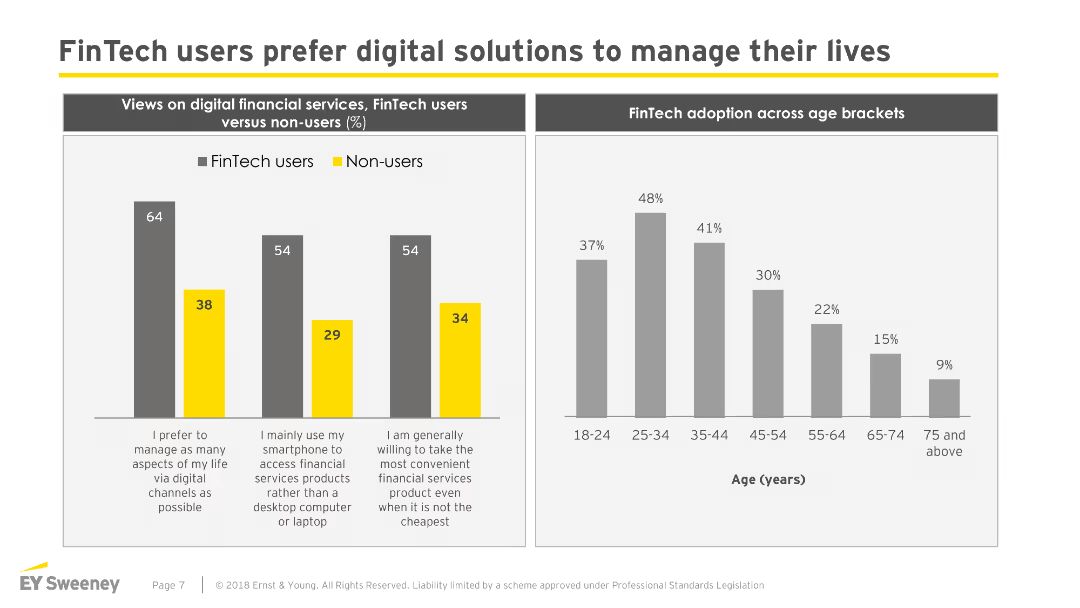 FinTech users prefer digital solutions to manage their lives
Views on digital financial services, FinTech users
versus non-users (%)
FinTech users
Non-users
64
38
54
29
54
34
I prefer to
manage as many
aspects of my life
via digital
channels as
possible
I mainly use my
smartphone to
access financial
services products
rather than a
desktop computer
or laptop
I am generally
willing to take the
most convenient
financial services
product even
when it is not the
cheapest
FinTech adoption across age brackets
37%
48%
41%
30%
22%
15%
9%
18-24
25-34
35-44
45-54
55-64
65-74
75 and
above
Age (years)
EY Sweeney
Page 7
© 2018 Ernst & Young. All Rights Reserved. Liability limited by a scheme approved under Professional Standards Legislation